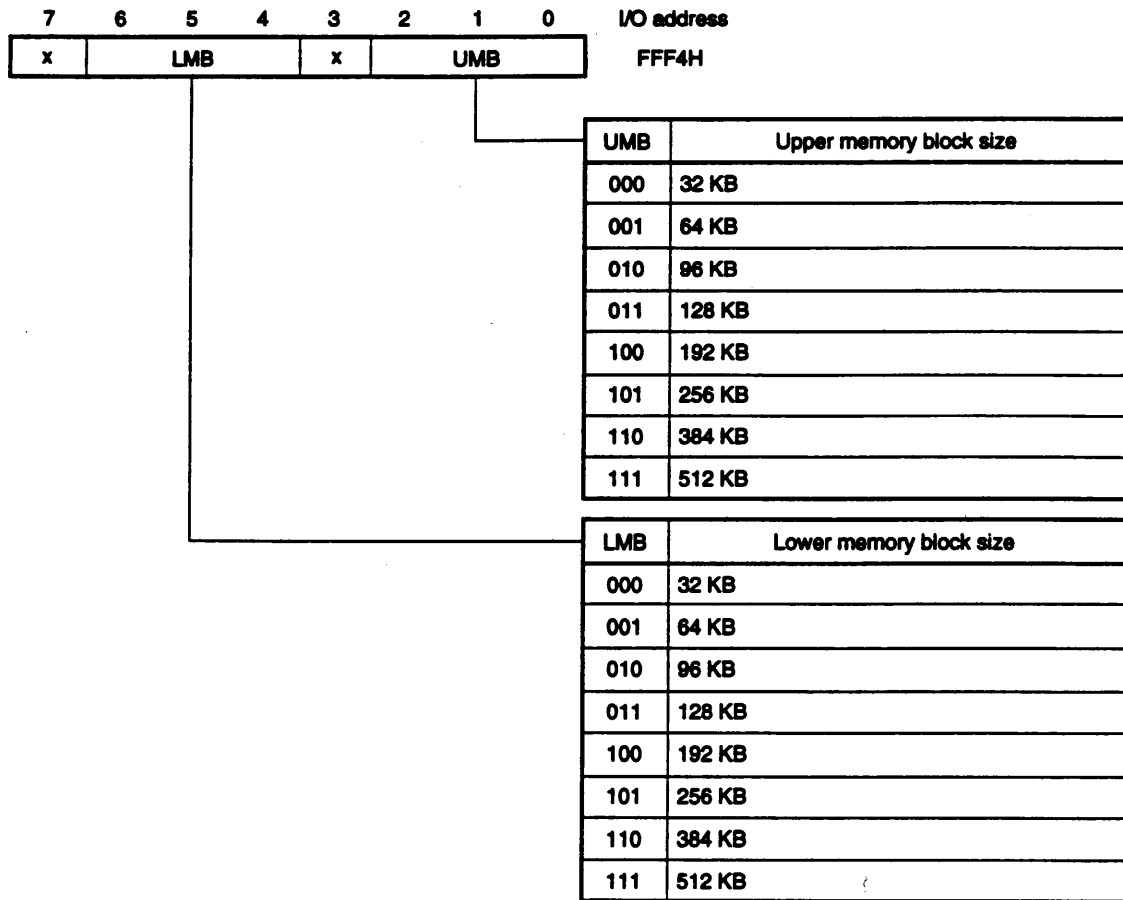 7 6 5 4 3 2 1 0 I/O address
x LMB x UMB FFF4H
UMB Upper memory block size
000 32 KB
001 64 KB
010 96 KB
011 128 KB
100 192 KB
101 256 KB
110 384 KB
111 512 KB
LMB Lower memory block size
000 32 KB
001 64 KB
010 96 KB
011 128 KB
100 192 KB
101 256 KB
110 384 KB
111 512 KB